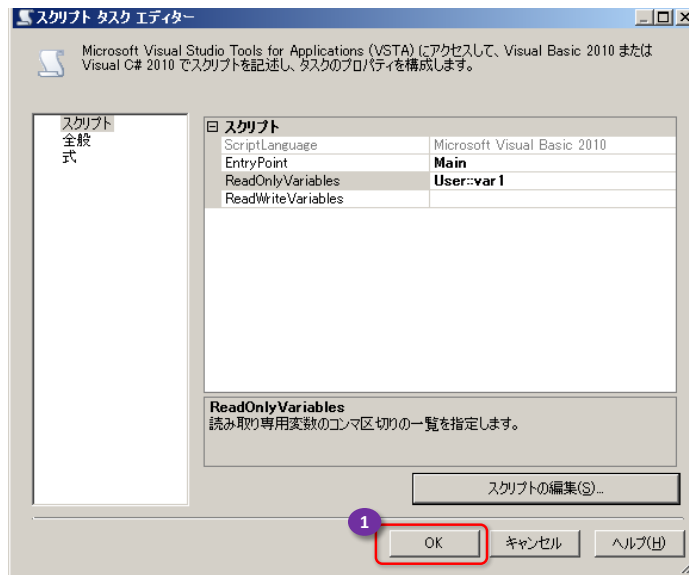 スクリプト タスク エディター
Microsoft Visual Studio Tools for Applications (VSTA) にアクセスして、Visual Basic 2010 または
Visual C# 2010 でスクリプトを記述し、タスクのプロパティを構成します。
スクリプト
全般
式
スクリプト
ScriptLanguage Microsoft Visual Basic 2010
EntryPoint Main
ReadOnlyVariables User::var1
ReadWriteVariables
ReadOnlyVariables
読み取り専用変数のコンマ区切りの一覧を指定します。
スクリプトの編集(S)...
1
OK キャンセル ヘルプ(H)